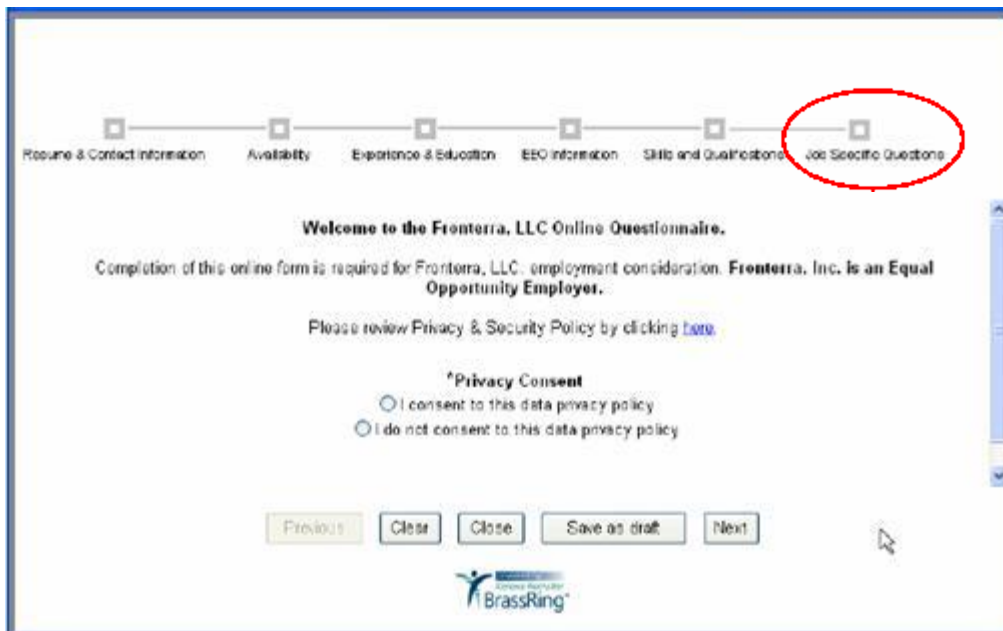 Resume & Contact Information
Availability
Experience & Education
EEO Information
Skills and Qualifications
Job Specific Questions
Welcome to the Fronterra, LLC Online Questionnaire.
Completion of this online form is required for Fronterra, LLC. employment consideration. Fronterra, Inc. is an Equal
Opportunity Employer.
Please review Privacy & Security Policy by clicking here.
*Privacy Consent
I consent to this data privacy policy
I do not consent to this data privacy policy
Previous
Clear
Close
Save as draft
Next
BrassRing